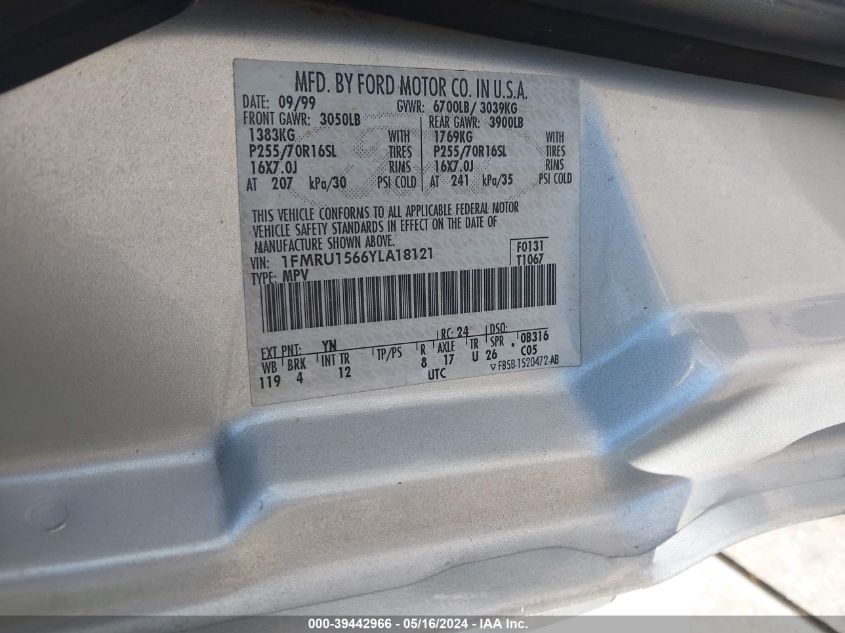 MFD. BY FORD MOTOR CO. IN U.S.A.
DATE: 09/99 GVWR: 6700LB/ 3039KG
FRONT GAWR: 3050LB REAR GAWR: 3900LB
1383KG WITH 1769KG WITH
P255/70R16SL TIRES P255/70R16SL TIRES
16X7.0J RIMS 16X7.0J RIMS
AT 207 kPa/30 PSI COLD AT 241 kPa/35 PSI COLD
THIS VEHICLE CONFORMS TO ALL APPLICABLE FEDERAL MOTOR
VEHICLE SAFETY STANDARDS IN EFFECT ON THE DATE OF
MANUFACTURE SHOWN ABOVE.
VIN: 1FMRU1566YLA18121 F0131
TYPE: MPV T1067
EXT PNT: YN RC: 24 DSO:
WB BRK INT TR TP/PS R AXLE TR SPR . 0B316
119 4 12 8 17 U 26 C05
UTC ▽ F85B-1520472-AB
000-39442966 - 05/16/2024 - IAAI.COM